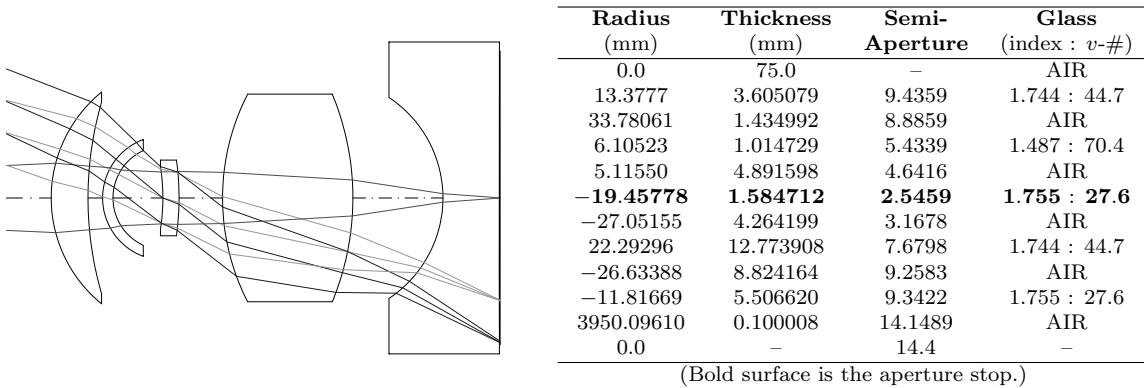 Radius Thickness Semi- Glass
(mm) (mm) Aperture (index : v-#)
0.0 75.0 – AIR
13.3777 3.605079 9.4359 1.744 : 44.7
33.78061 1.434992 8.8859 AIR
6.10523 1.014729 5.4339 1.487 : 70.4
5.11550 4.891598 4.6416 AIR
−19.45778 1.584712 2.5459 1.755 : 27.6
−27.05155 4.264199 3.1678 AIR
22.29296 12.773908 7.6798 1.744 : 44.7
−26.63388 8.824164 9.2583 AIR
−11.81669 5.506620 9.3422 1.755 : 27.6
3950.09610 0.100008 14.1489 AIR
0.0 – 14.4 –
(Bold surface is the aperture stop.)